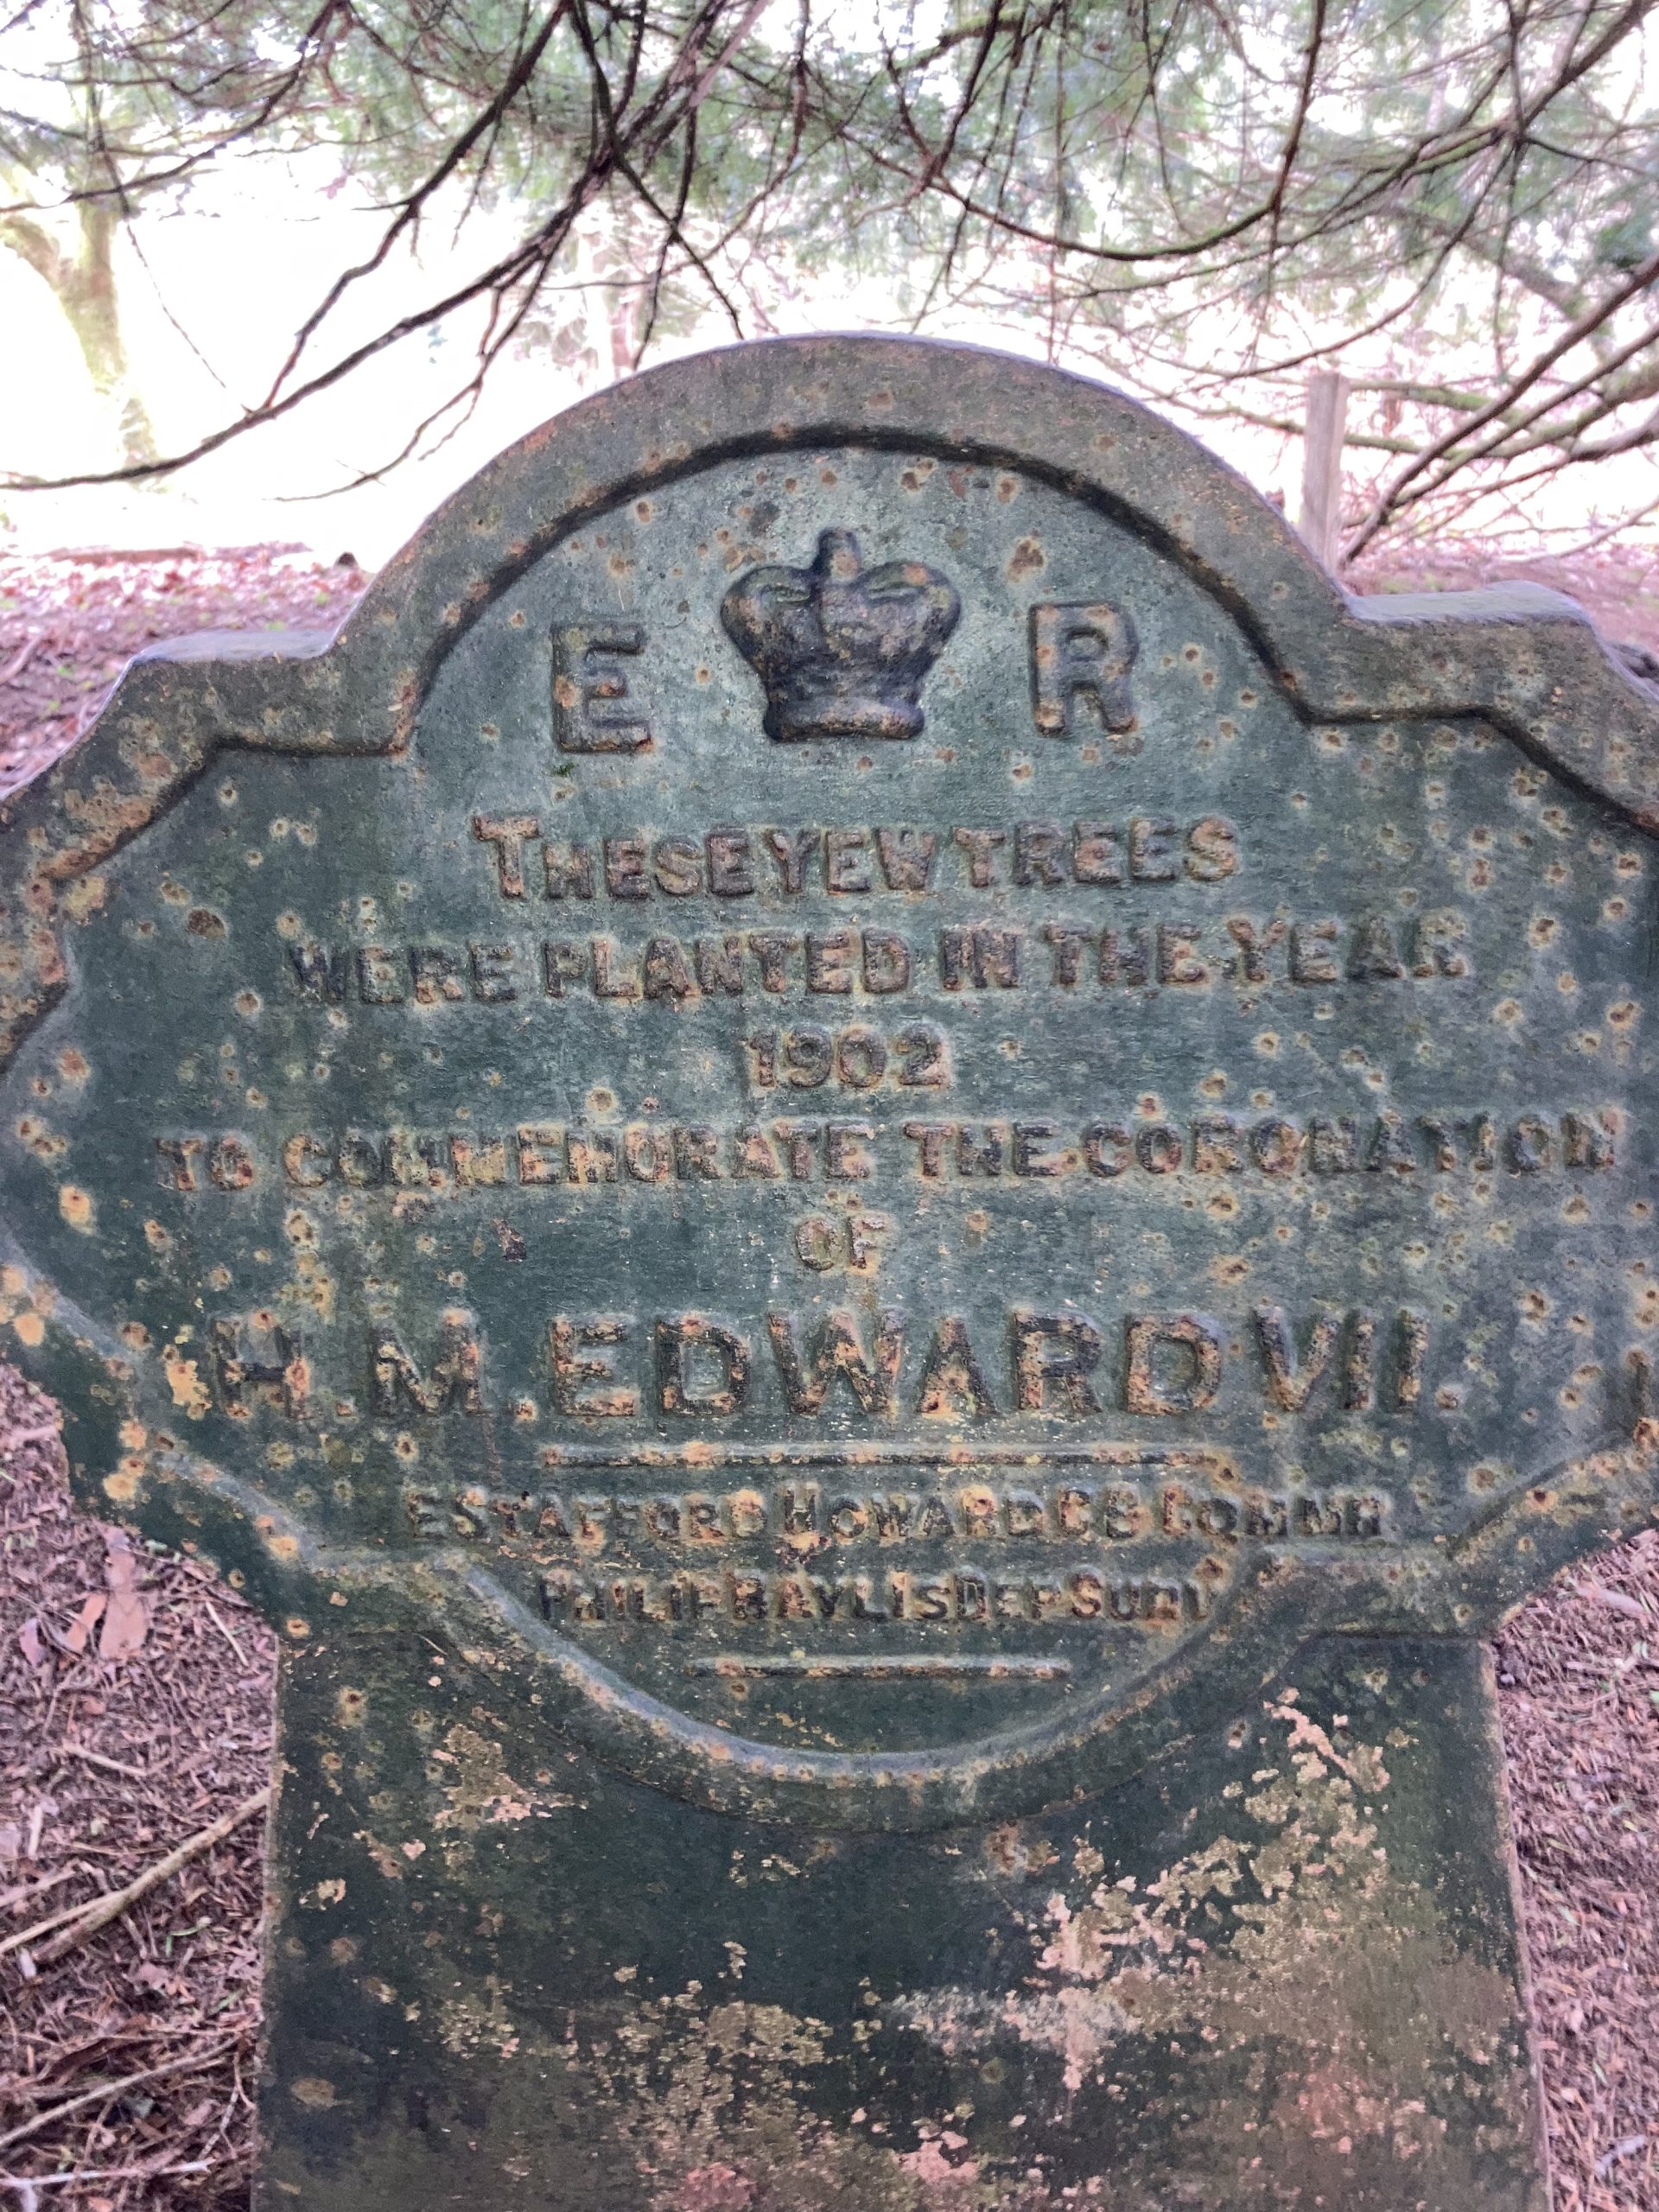 E R
THESE YEW TREES
WERE PLANTED IN THE YEAR
1902
TO COMMEMORATE THE CORONATION
OF
H.M. EDWARD VII.
E STAFFORD HOWARD C B COMMR
PHILIP BAYLIS DEP SURV